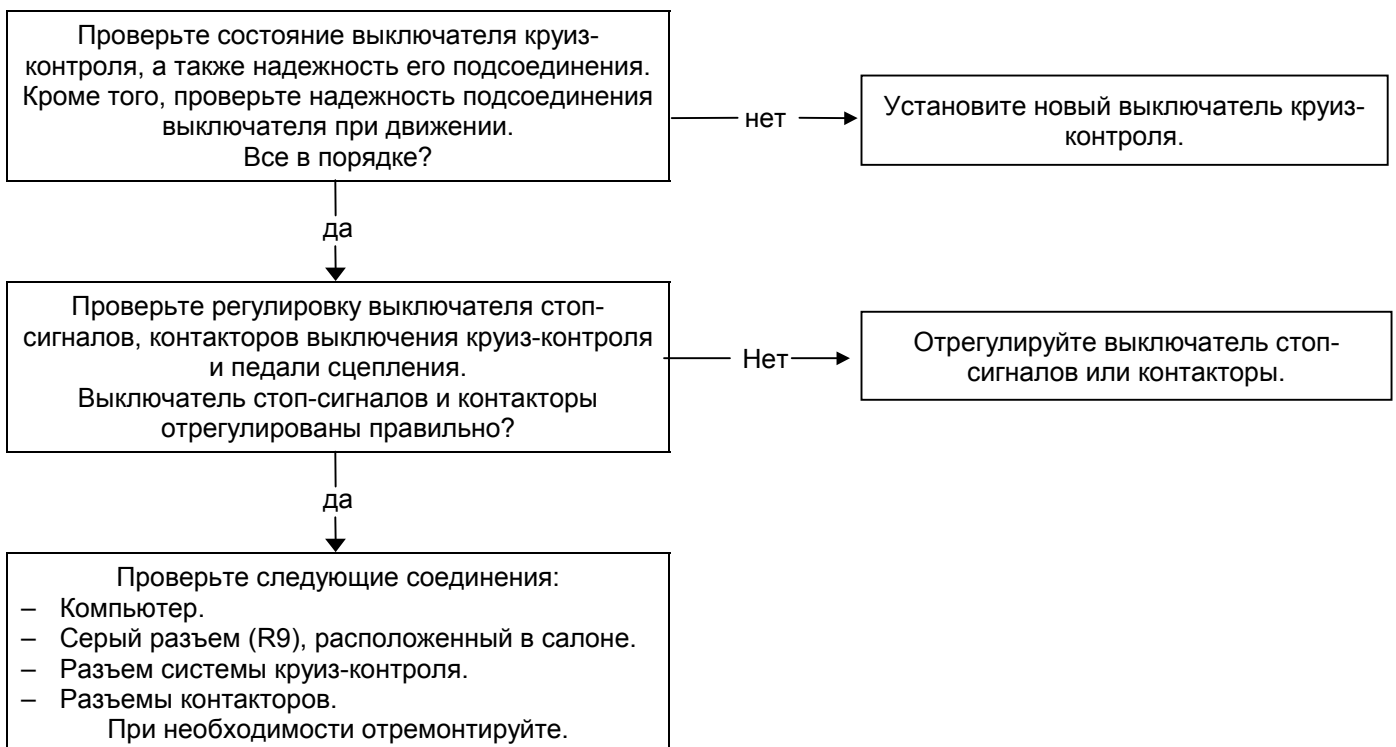 Проверьте состояние выключателя круиз-
контроля, а также надежность его подсоединения.
Кроме того, проверьте надежность подсоединения
выключателя при движении.
Все в порядке?
нет
Установите новый выключатель круиз-
контроля.
да
Проверьте регулировку выключателя стоп-
сигналов, контакторов выключения круиз-контроля
и педали сцепления.
Выключатель стоп-сигналов и контакторы
отрегулированы правильно?
Нет
Отрегулируйте выключатель стоп-
сигналов или контакторы.
да
Проверьте следующие соединения:
– Компьютер.
– Серый разъем (R9), расположенный в салоне.
– Разъем системы круиз-контроля.
– Разъемы контакторов.
При необходимости отремонтируйте.